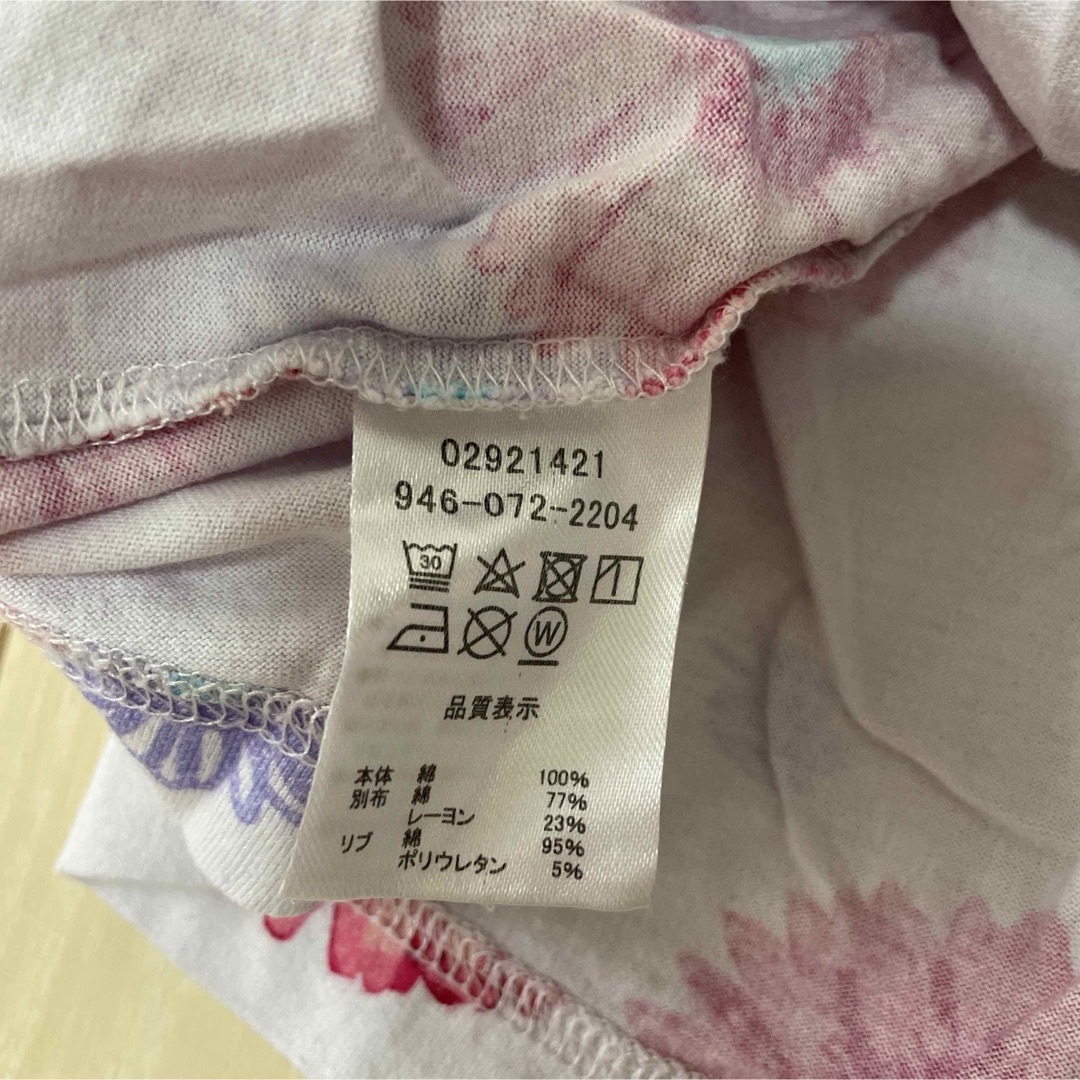 02921421
946-072-2204
30
W
品質表示
本体 綿 100%
別布 綿 77%
レーヨン 23%
リブ 綿 95%
ポリウレタン 5%